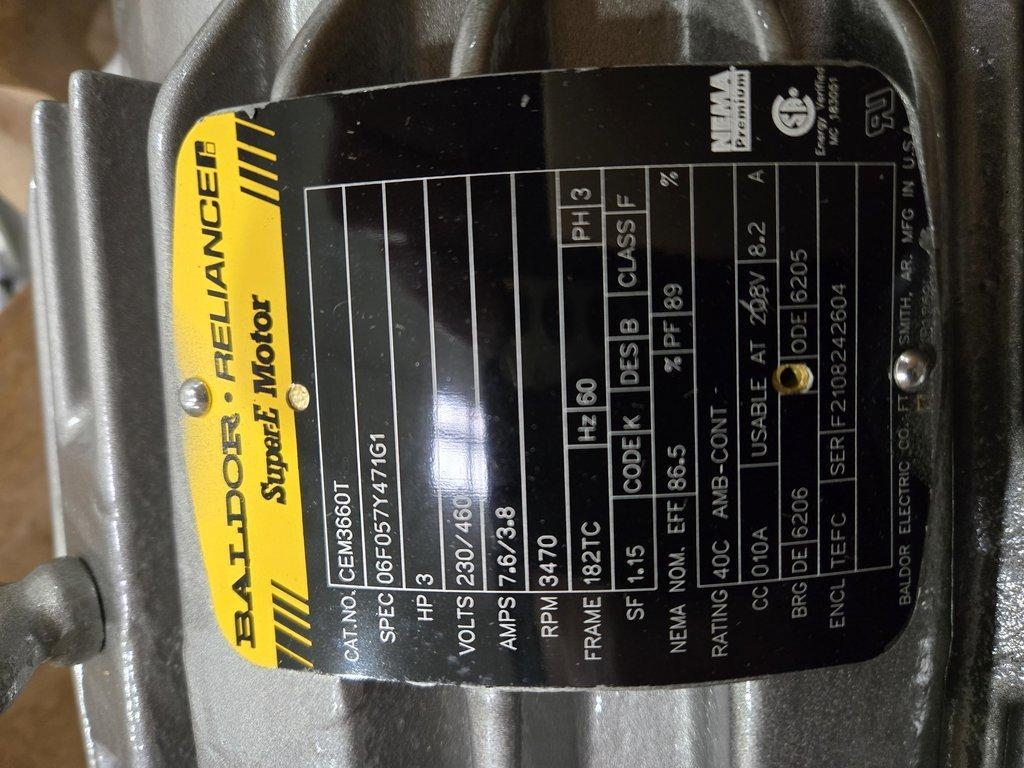 BALDOR · RELIANCE
Super-E Motor
CAT.NO. CEM3660T
SPEC 06F057Y471G1
HP 3
VOLTS 230/460
AMPS 7.6/3.8
RPM 3470
FRAME 182TC Hz 60 PH 3
SF 1.15 CODE K DES B CLASS F
NEMA NOM. EFF 86.5 % PF 89 %
RATING 40C AMB-CONT
CC 010A USABLE AT 208V 8.2 A
BRG DE 6206 ODE 6205
ENCL TEFC SER F2108242604
NEMA
Premium
Energy Verified
MC 183051
BALDOR ELECTRIC CO. FT. SMITH, AR. MFG IN U.S.A.